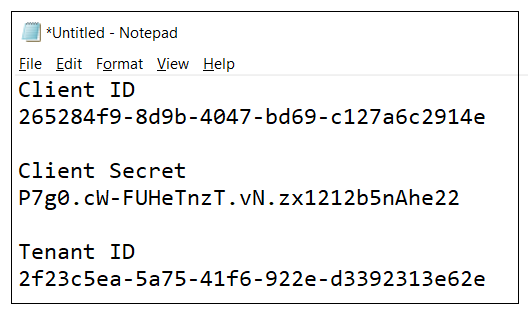 *Untitled - Notepad
File Edit Format View Help
Client ID
265284f9-8d9b-4047-bd69-c127a6c2914e
Client Secret
P7g0.cW-FUHeTnzT.vN.zx1212b5nAhe22
Tenant ID
2f23c5ea-5a75-41f6-922e-d3392313e62e